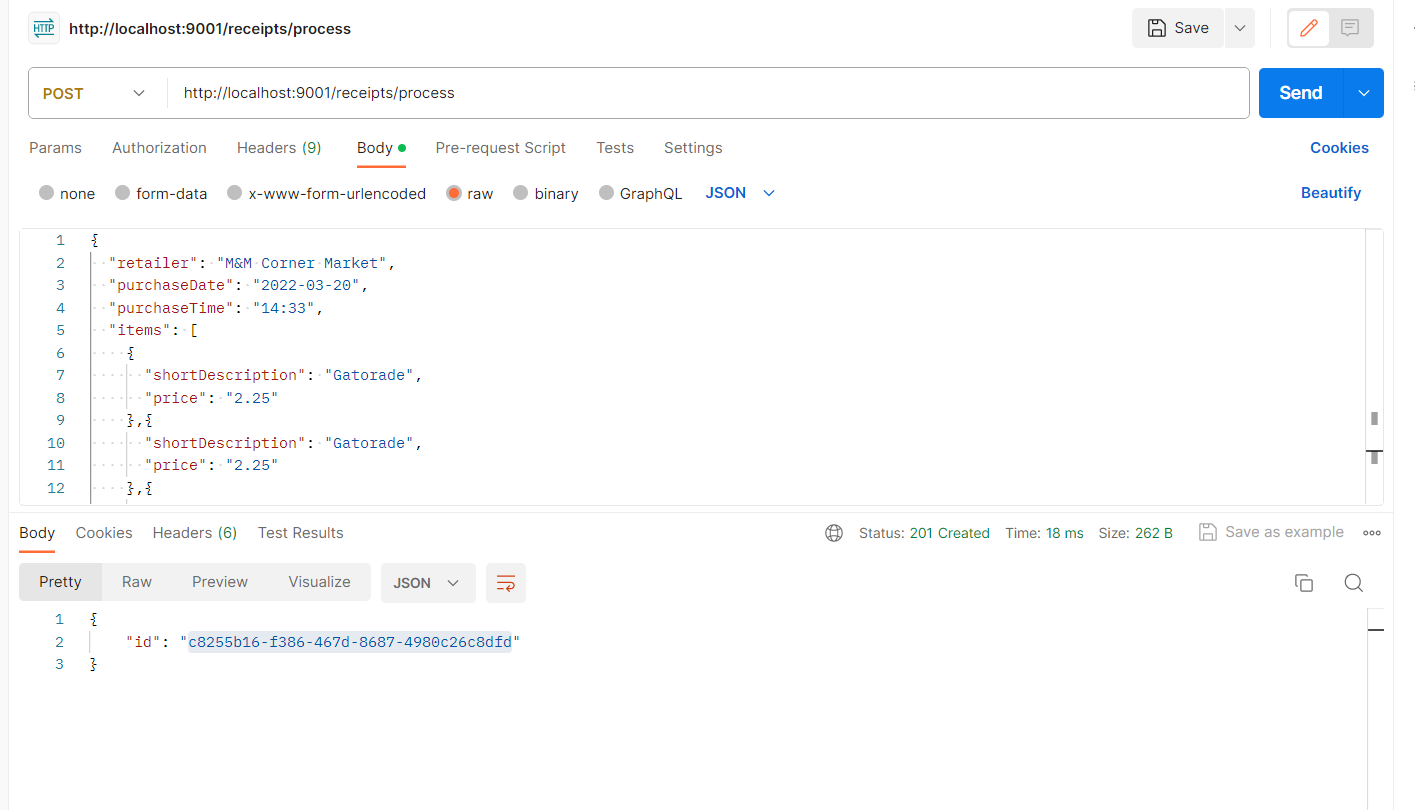 HTTP http://localhost:9001/receipts/process Save
POST http://localhost:9001/receipts/process Send
Params Authorization Headers (9) Body Pre-request Script Tests Settings Cookies
none form-data x-www-form-urlencoded raw binary GraphQL JSON Beautify
1 {
2 "retailer": "M&M Corner Market",
3 "purchaseDate": "2022-03-20",
4 "purchaseTime": "14:33",
5 "items": [
6 {
7 "shortDescription": "Gatorade",
8 "price": "2.25"
9 },{
10 "shortDescription": "Gatorade",
11 "price": "2.25"
12 },{
Body Cookies Headers (6) Test Results Status: 201 Created Time: 18 ms Size: 262 B Save as example
Pretty Raw Preview Visualize JSON
1 {
2 "id": "c8255b16-f386-467d-8687-4980c26c8dfd"
3 }